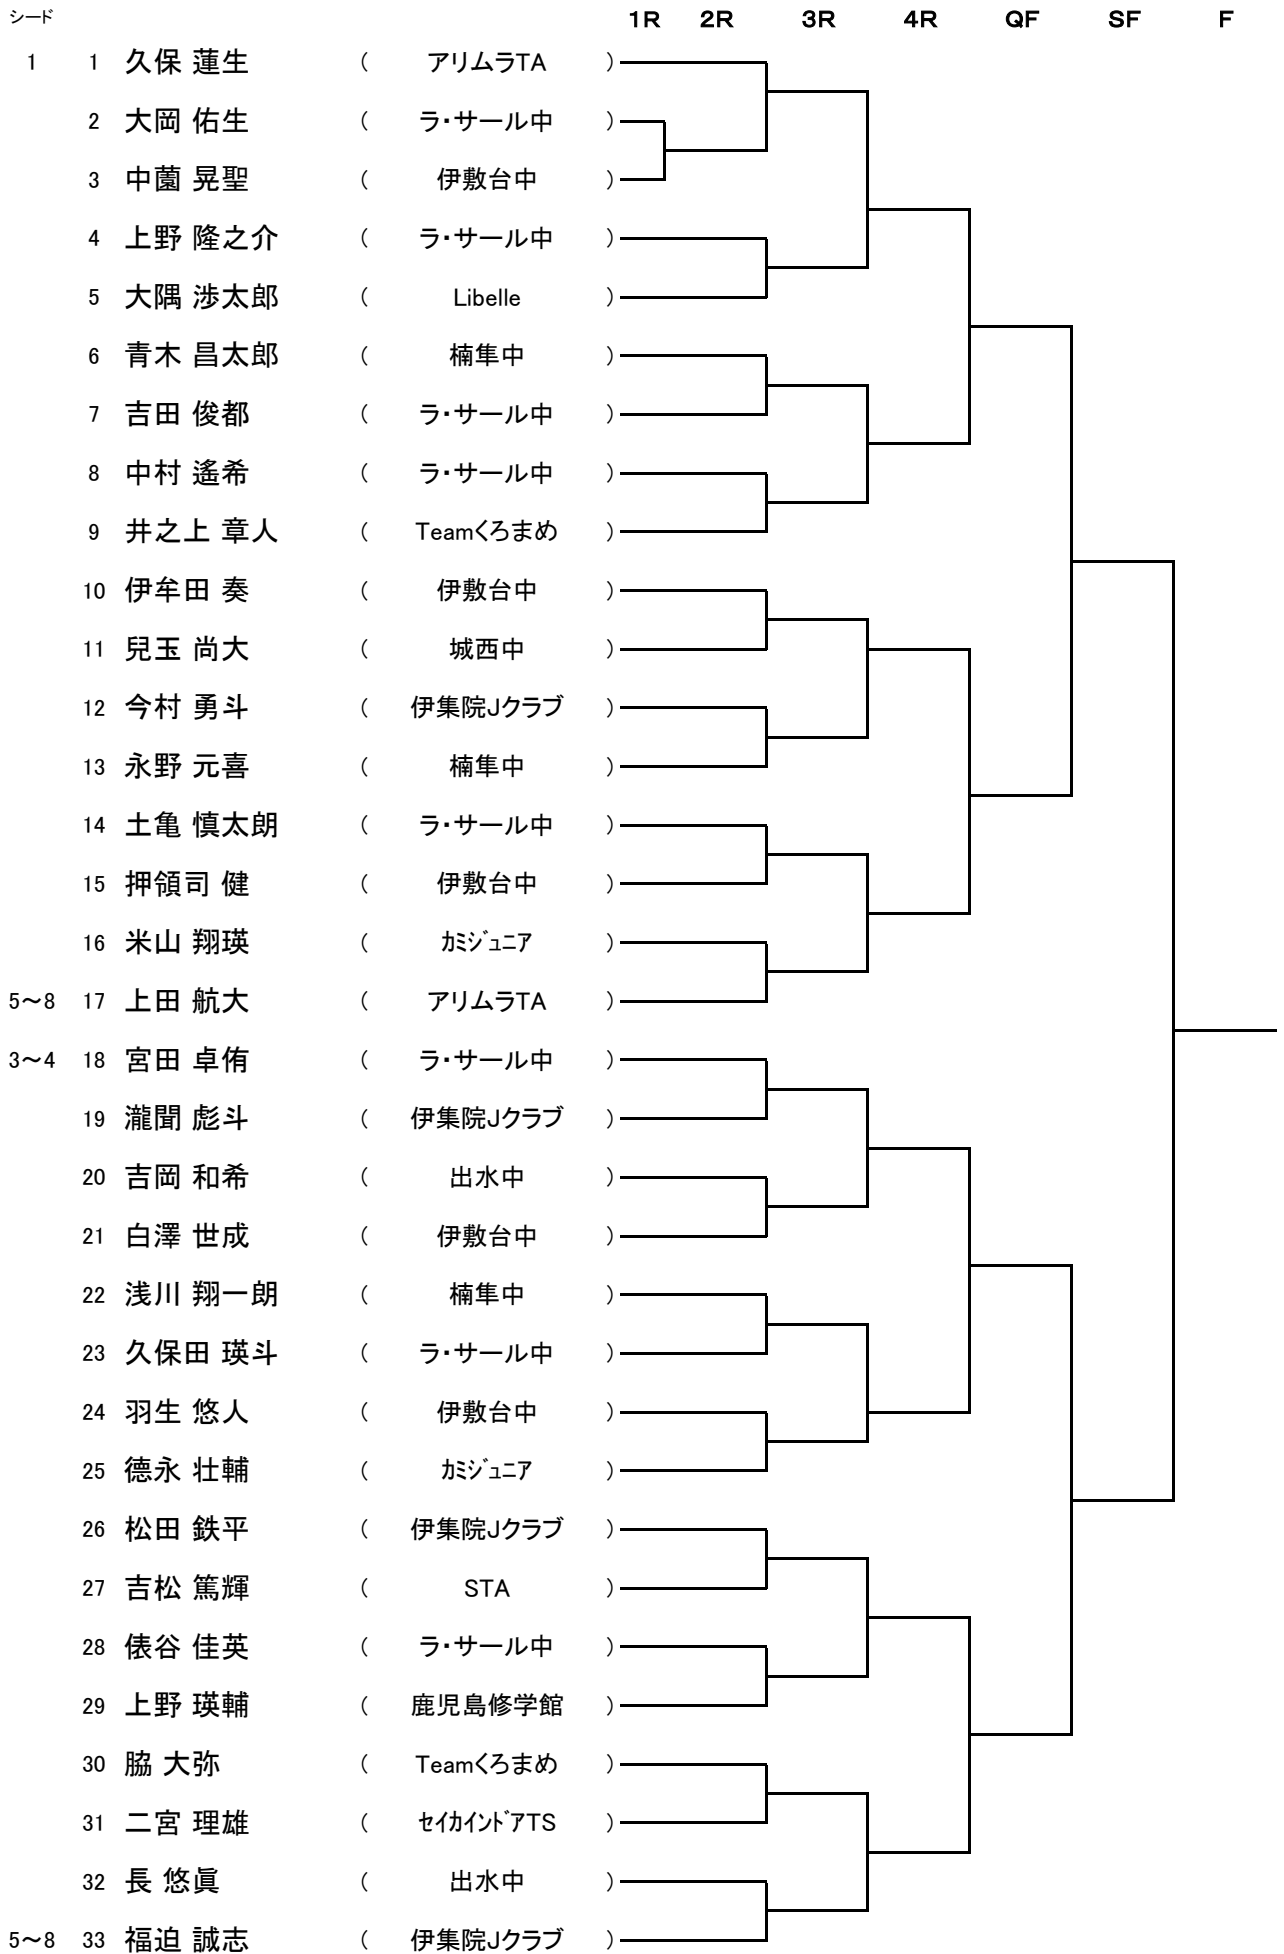 シード 1R 2R 3R 4R QF SF F
1 1 久保 蓮生 ( アリムラTA )
2 大岡 佑生 ( ラ・サール中 )
3 中薗 晃聖 ( 伊敷台中 )
4 上野 隆之介 ( ラ・サール中 )
5 大隅 渉太郎 ( Libelle )
6 青木 昌太郎 ( 楠隼中 )
7 吉田 俊都 ( ラ・サール中 )
8 中村 遙希 ( ラ・サール中 )
9 井之上 章人 ( Teamくろまめ )
10 伊牟田 奏 ( 伊敷台中 )
11 兒玉 尚大 ( 城西中 )
12 今村 勇斗 ( 伊集院Jクラブ )
13 永野 元喜 ( 楠隼中 )
14 土亀 慎太朗 ( ラ・サール中 )
15 押領司 健 ( 伊敷台中 )
16 米山 翔瑛 ( ｶﾐｼﾞｭﾆｱ )
5～8 17 上田 航大 ( アリムラTA )
3～4 18 宮田 卓侑 ( ラ・サール中 )
19 瀧聞 彪斗 ( 伊集院Jクラブ )
20 吉岡 和希 ( 出水中 )
21 白澤 世成 ( 伊敷台中 )
22 浅川 翔一朗 ( 楠隼中 )
23 久保田 瑛斗 ( ラ・サール中 )
24 羽生 悠人 ( 伊敷台中 )
25 德永 壮輔 ( ｶﾐｼﾞｭﾆｱ )
26 松田 鉄平 ( 伊集院Jクラブ )
27 吉松 篤輝 ( STA )
28 俵谷 佳英 ( ラ・サール中 )
29 上野 瑛輔 ( 鹿児島修学館 )
30 脇 大弥 ( Teamくろまめ )
31 二宮 理雄 ( ｾｲｶｲﾝﾄﾞｱTS )
32 長 悠眞 ( 出水中 )
5～8 33 福迫 誠志 ( 伊集院Jクラブ )